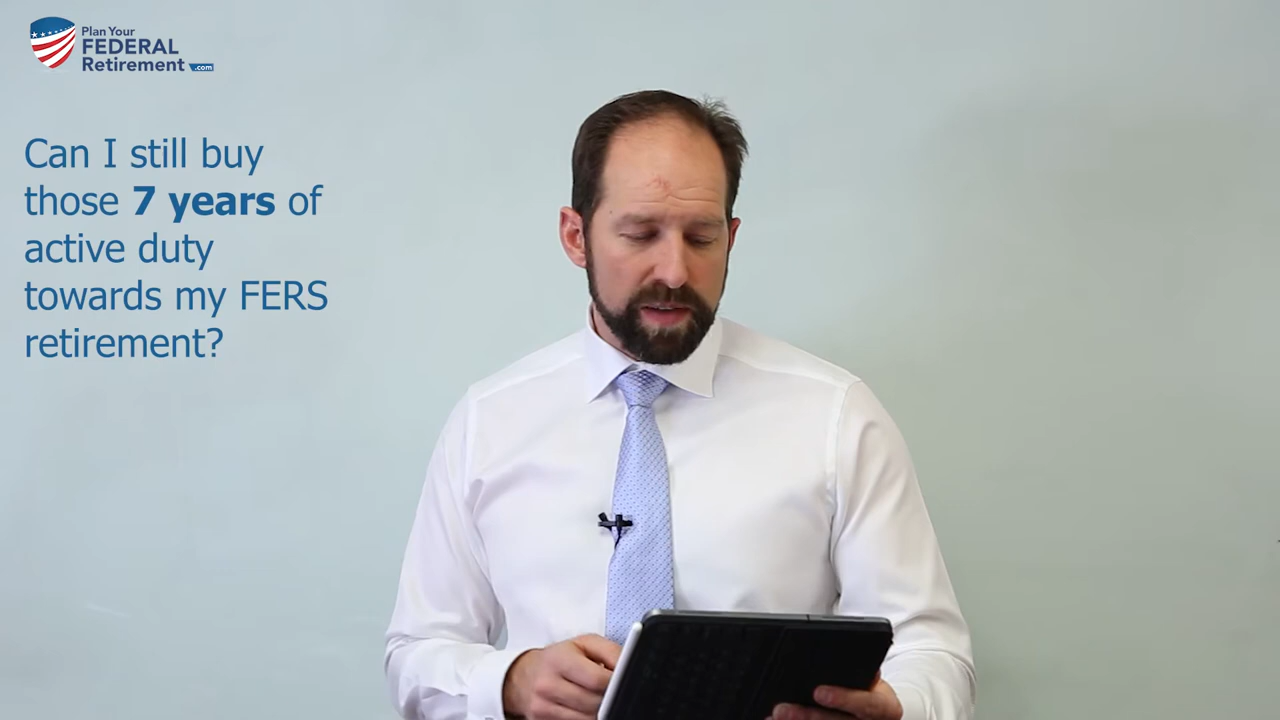 Plan Your
FEDERAL
Retirement .com
Can I still buy
those 7 years of
active duty
towards my FERS
retirement?